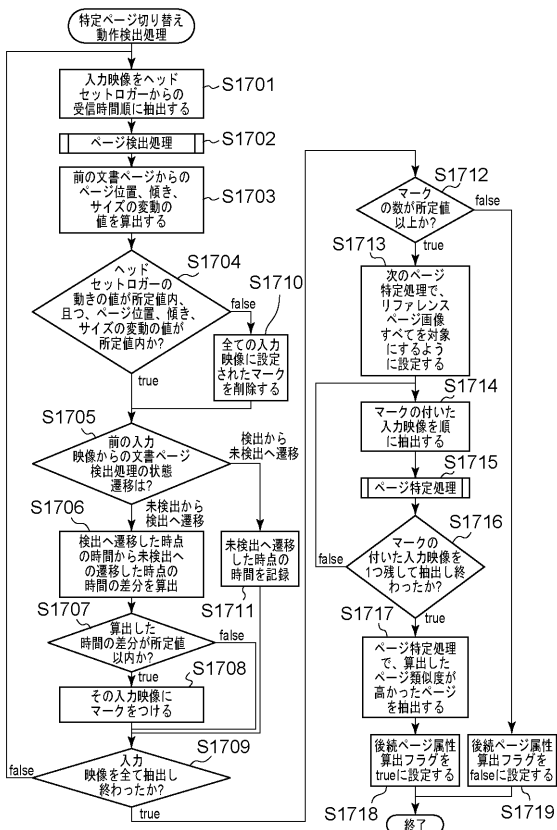 特定ページ切り替え
動作検出処理
入力映像をヘッド
セットロガーからの
受信時間順に抽出する
S1701
ページ検出処理
S1702
前の文書ページからの
ページ位置、傾き、
サイズの変動の
値を算出する
S1703
ヘッド
セットロガーの
動きの値が所定値内、
且つ、ページ位置、傾き、
サイズの変動の値が
所定値内か?
S1704
false
true
S1710
全ての入力
映像に設定
されたマーク
を削除する
S1705
前の入力
映像からの文書ページ
検出処理の状態
遷移は?
検出から
未検出へ遷移
未検出から
検出へ遷移
S1706
検出へ遷移した時点
の時間から未検出へ
の遷移した時点の
時間の差分を算出
未検出へ遷移
した時点の
時間を記録
S1711
S1707
算出した
時間の差分が所定値
以内か?
false
true
S1708
その入力映像に
マークをつける
S1709
入力
映像を全て抽出し
終わったか?
false
true
S1712
マーク
の数が所定値
以上か?
false
true
S1713
次のページ
特定処理で、
リファレンス
ページ画像
すべてを対象
にするよう
に設定する
S1714
マークの付いた
入力映像を順
に抽出する
S1715
ページ特定処理
S1716
マークの
付いた入力映像を
1つ残して抽出し終
わったか?
false
true
S1717
ページ特定処理
で、算出した
ページ類似度が
高かったページ
を抽出する
後続ページ属性
算出フラグを
trueに設定する
S1718
後続ページ属性
算出フラグを
falseに設定する
S1719
終了